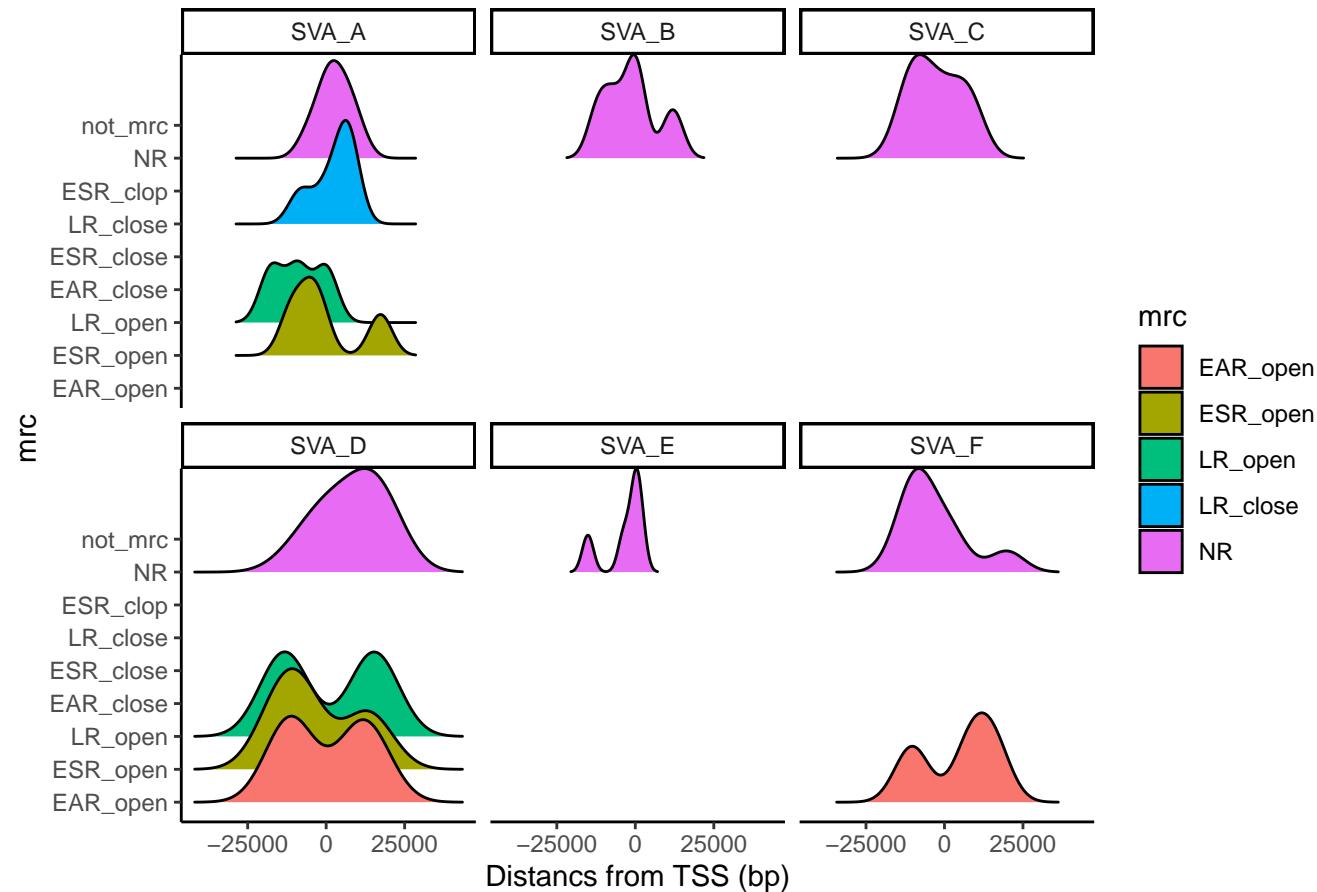 SVA_A SVA_B SVA_C
not_mrc
NR
ESR_clop
LR_close
ESR_close
EAR_close
LR_open
ESR_open
EAR_open
mrc
SVA_D SVA_E SVA_F
not_mrc
NR
ESR_clop
LR_close
ESR_close
EAR_close
LR_open
ESR_open
EAR_open
−25000 0 25000 −25000 0 25000 −25000 0 25000
Distancs from TSS (bp)
mrc
EAR_open
ESR_open
LR_open
LR_close
NR